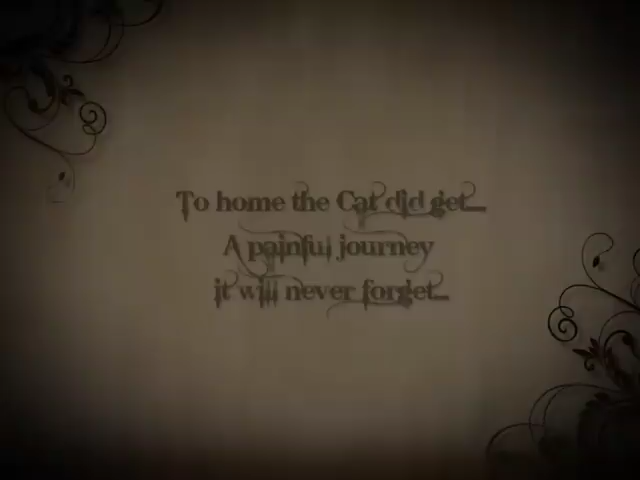 To home the Cat did get...
A painful journey
it will never forget...